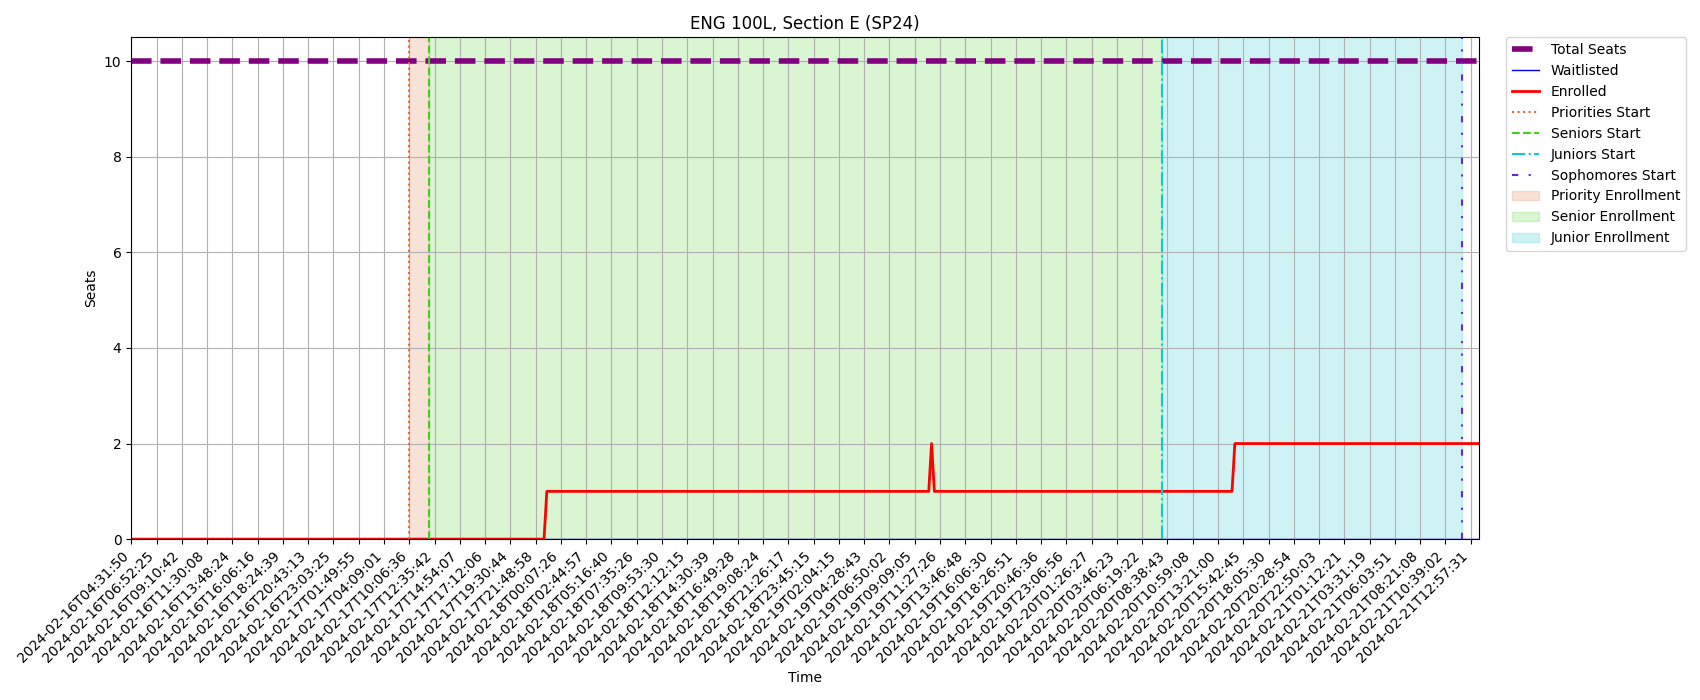 ENG 100L, Section E (SP24)
Seats
10
8
6
4
2
0
Total Seats
Waitlisted
Enrolled
Priorities Start
Seniors Start
Juniors Start
Sophomores Start
Priority Enrollment
Senior Enrollment
Junior Enrollment
2024-02-16T04:31:50
2024-02-16T06:52:25
2024-02-16T09:10:42
2024-02-16T11:30:08
2024-02-16T13:48:24
2024-02-16T16:06:16
2024-02-16T18:24:39
2024-02-16T20:43:13
2024-02-16T23:03:25
2024-02-17T01:49:55
2024-02-17T04:09:01
2024-02-17T10:06:36
2024-02-17T12:35:42
2024-02-17T14:54:07
2024-02-17T17:12:06
2024-02-17T19:30:44
2024-02-17T21:48:58
2024-02-18T00:07:26
2024-02-18T02:44:57
2024-02-18T05:16:40
2024-02-18T07:35:26
2024-02-18T09:53:30
2024-02-18T12:12:15
2024-02-18T14:30:39
2024-02-18T16:49:28
2024-02-18T19:08:24
2024-02-18T21:26:17
2024-02-18T23:45:15
2024-02-19T02:04:15
2024-02-19T04:28:43
2024-02-19T06:50:02
2024-02-19T09:09:05
2024-02-19T11:27:26
2024-02-19T13:46:48
2024-02-19T16:06:30
2024-02-19T18:26:51
2024-02-19T20:46:36
2024-02-19T23:06:56
2024-02-20T01:26:27
2024-02-20T03:46:23
2024-02-20T06:19:22
2024-02-20T08:38:43
2024-02-20T10:59:08
2024-02-20T13:21:00
2024-02-20T15:42:45
2024-02-20T18:05:30
2024-02-20T20:28:54
2024-02-20T22:50:03
2024-02-21T01:12:21
2024-02-21T03:31:19
2024-02-21T06:03:51
2024-02-21T08:21:08
2024-02-21T10:39:02
2024-02-21T12:57:31
Time